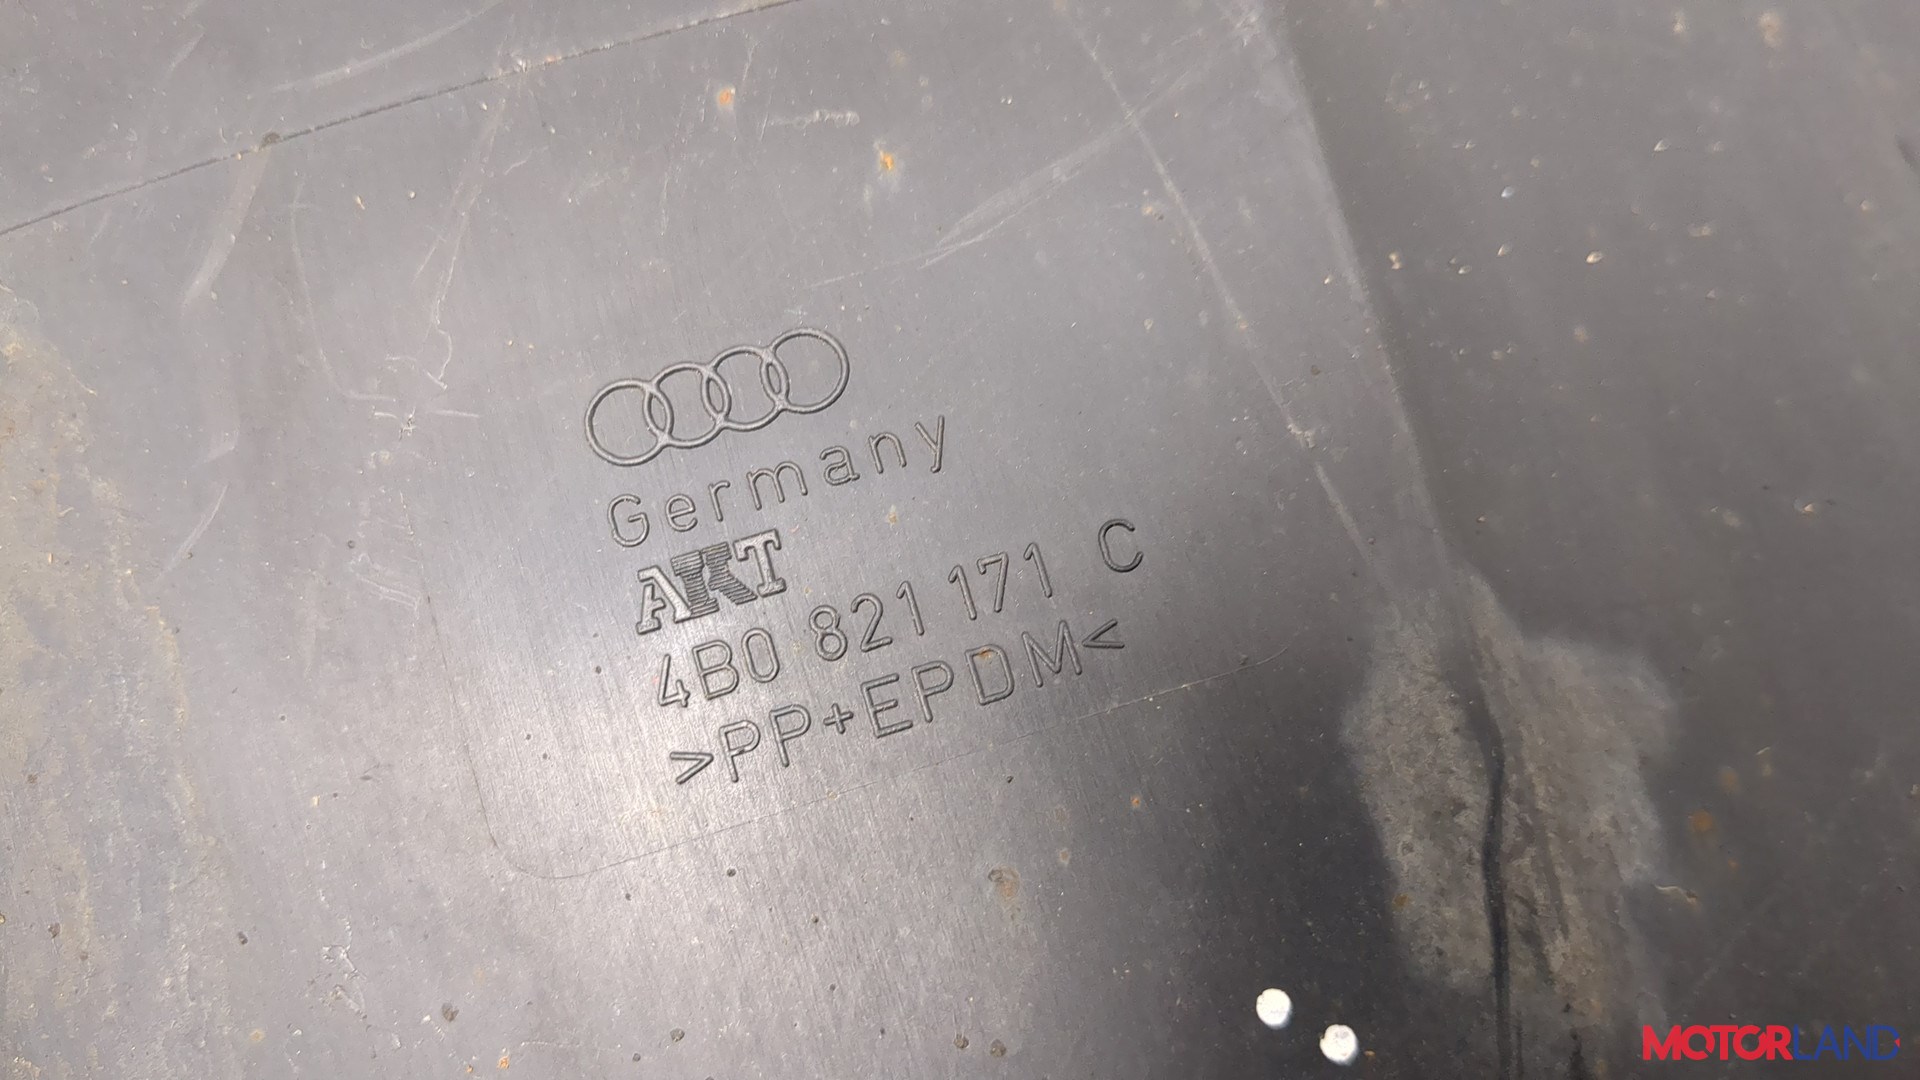 Germany
AKT
4B0 821 171 C
>PP+EPDM<
MOTORLAND